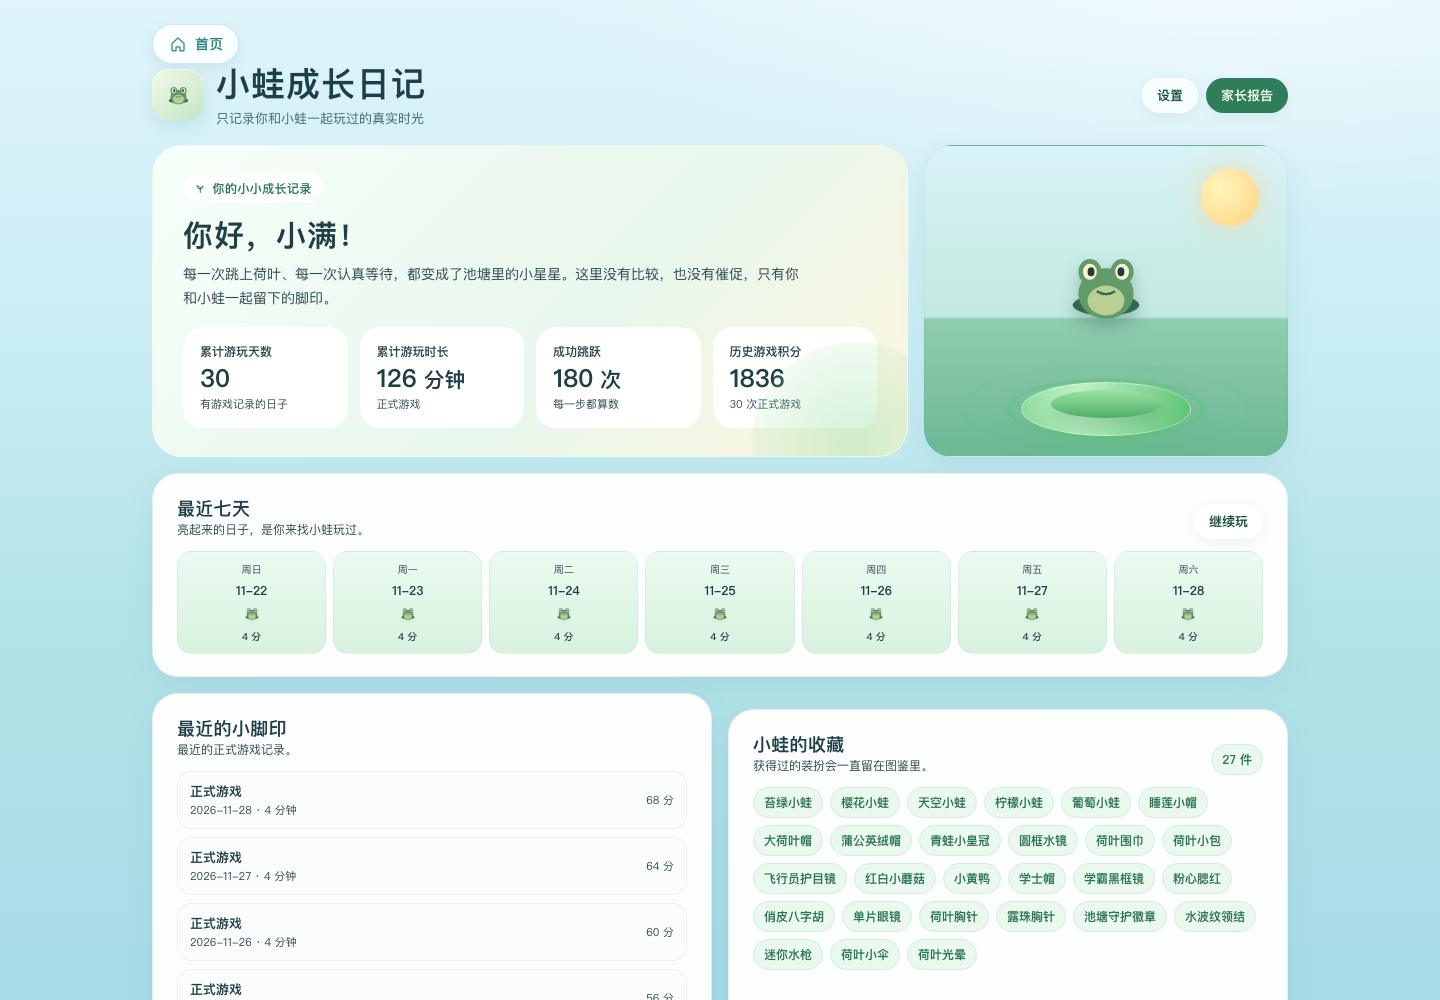 首页
小蛙成长日记
只记录你和小蛙一起玩过的真实时光
设置
家长报告
你的小小成长记录
你好，小满！
每一次跳上荷叶、每一次认真等待，都变成了池塘里的小星星。这里没有比较，也没有催促，只有你
和小蛙一起留下的脚印。
累计游玩天数
30
有游戏记录的日子
累计游玩时长
126 分钟
正式游戏
成功跳跃
180 次
每一步都算数
历史游戏积分
1836
30 次正式游戏
最近七天
亮起来的日子，是你来找小蛙玩过。
继续玩
周日
11-22
4 分
周一
11-23
4 分
周二
11-24
4 分
周三
11-25
4 分
周四
11-26
4 分
周五
11-27
4 分
周六
11-28
4 分
最近的小脚印
最近的正式游戏记录。
正式游戏
2026-11-28 · 4 分钟
68 分
正式游戏
2026-11-27 · 4 分钟
64 分
正式游戏
2026-11-26 · 4 分钟
60 分
正式游戏
56 分
小蛙的收藏
获得过的装扮会一直留在图鉴里。
27 件
苔绿小蛙 樱花小蛙 天空小蛙 柠檬小蛙 葡萄小蛙 睡莲小帽
大荷叶帽 蒲公英绒帽 青蛙小皇冠 圆框水镜 荷叶围巾 荷叶小包
飞行员护目镜 红白小蘑菇 小黄鸭 学士帽 学霸黑框镜 粉心腮红
俏皮八字胡 单片眼镜 荷叶胸针 露珠胸针 池塘守护徽章 水波纹领结
迷你水枪 荷叶小伞 荷叶光晕